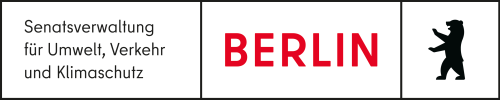 Senatsverwaltung
für Umwelt, Verkehr
und Klimaschutz
BERLIN